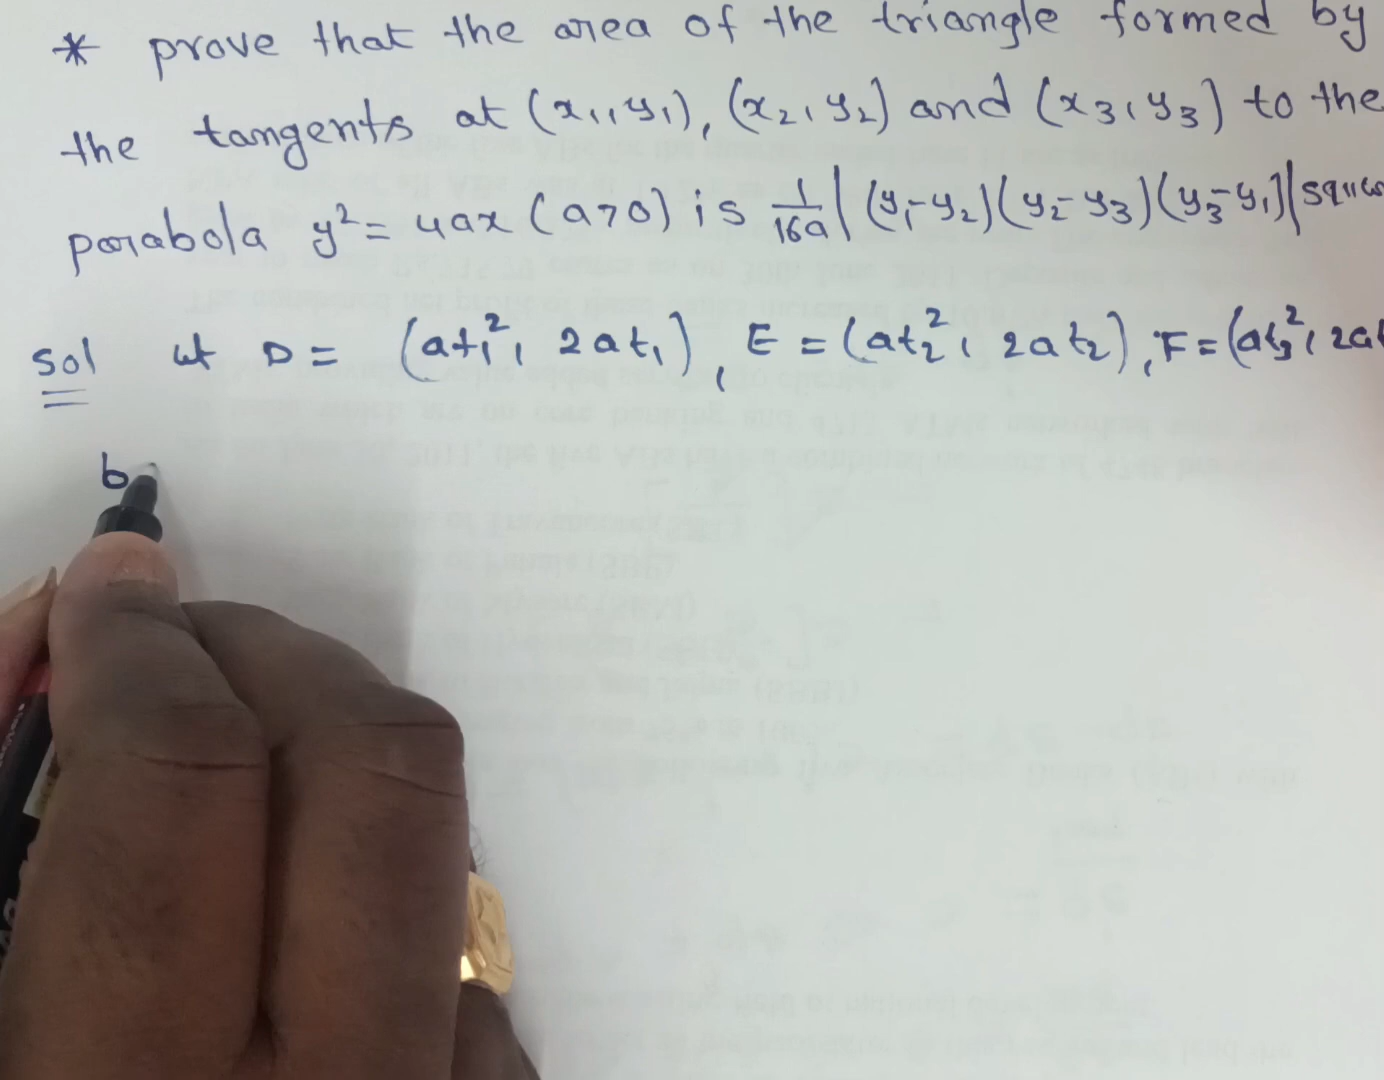 * prove that the area of the triangle formed by
the tangents at (x₁, y₁), (x₂, y₂) and (x₃, y₃) to the
parabola y² = 4ax (a>0) is 1/16a |(y₁-y₂)(y₂-y₃)(y₃-y₁)|
Sol let D = (at₁², 2at₁), E = (at₂², 2at₂), F = (at₃², 2at
b